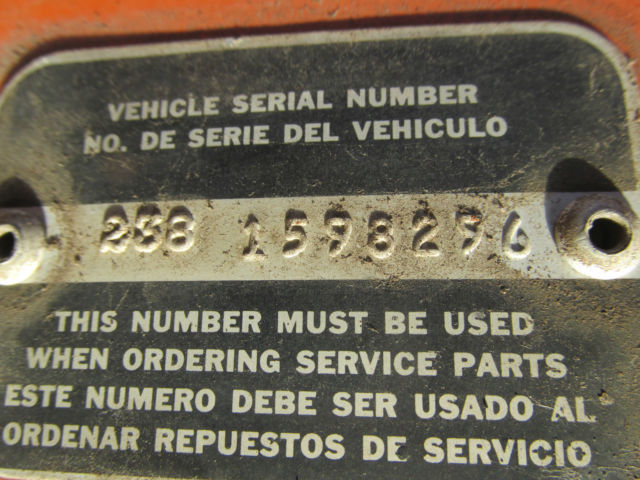 VEHICLE SERIAL NUMBER
NO. DE SERIE DEL VEHICULO
238 1598296
THIS NUMBER MUST BE USED
WHEN ORDERING SERVICE PARTS
ESTE NUMERO DEBE SER USADO AL
ORDENAR REPUESTOS DE SERVICIO